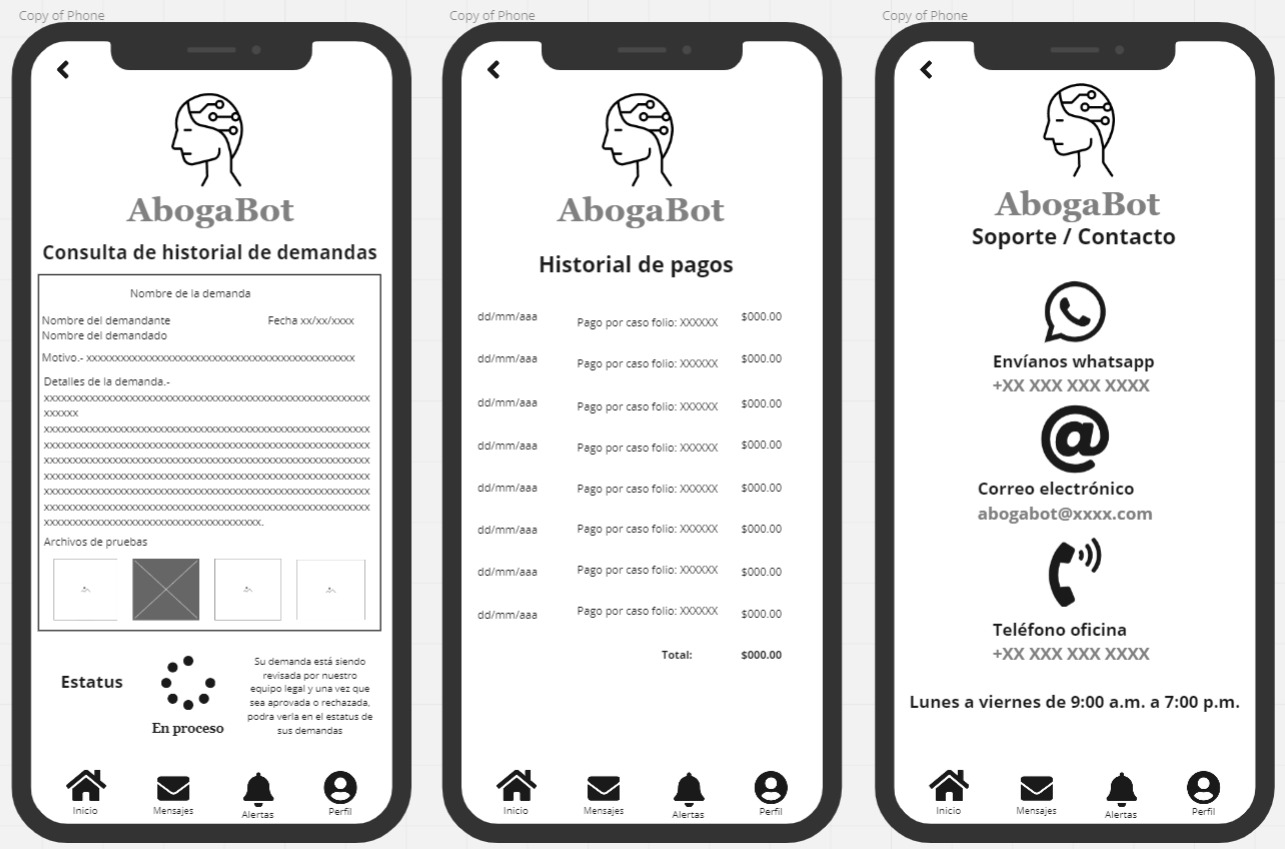 Copy of Phone
AbogaBot
Consulta de historial de demandas
Nombre de la demanda
Nombre del demandante Fecha xx/xx/xxxx
Nombre del demandado
Motivo.- xxxxxxxxxxxxxxxxxxxxxxxxxxxxxxxxxxxxxxxxxxxxxxxxxx
Detalles de la demanda.-
xxxxxxxxxxxxxxxxxxxxxxxxxxxxxxxxxxxxxxxxxxxxxxxxxxxxxxxxxxxxx
xxxxxx
xxxxxxxxxxxxxxxxxxxxxxxxxxxxxxxxxxxxxxxxxxxxxxxxxxxxxxxxxxxxx
xxxxxxxxxxxxxxxxxxxxxxxxxxxxxxxxxxxxxxxxxxxxxxxxxxxxxxxxxxxxx
xxxxxxxxxxxxxxxxxxxxxxxxxxxxxxxxxxxxxxxxxxxxxxxxxxxxxxxxxxxxx
xxxxxxxxxxxxxxxxxxxxxxxxxxxxxxxxxxxxxxxxxxxxxxxxxxxxxxxxxxxxx
xxxxxxxxxxxxxxxxxxxxxxxxxxxxxxxxxxxxxxxxxxxxxxxxxxxxxxxxxxxxx
xxxxxxxxxxxxxxxxxxxxxxxxxxxxxxxxxxxxxxxxxxxxxxxxxxxxxxxxxxxxx
xxxxxxxxxxxxxxxxxxxxxxxxxxxxxxxxxxxxxxxx.
Archivos de pruebas
Estatus
En proceso
Su demanda está siendo
revisada por nuestro
equipo legal y una vez que
sea aprovada o rechazada,
podra verla en el estatus de
sus demandas
Inicio Mensajes Alertas Perfil
Copy of Phone
AbogaBot
Historial de pagos
dd/mm/aaa Pago por caso folio: XXXXXX $000.00
dd/mm/aaa Pago por caso folio: XXXXXX $000.00
dd/mm/aaa Pago por caso folio: XXXXXX $000.00
dd/mm/aaa Pago por caso folio: XXXXXX $000.00
dd/mm/aaa Pago por caso folio: XXXXXX $000.00
dd/mm/aaa Pago por caso folio: XXXXXX $000.00
dd/mm/aaa Pago por caso folio: XXXXXX $000.00
dd/mm/aaa Pago por caso folio: XXXXXX $000.00
Total: $000.00
Inicio Mensajes Alertas Perfil
Copy of Phone
AbogaBot
Soporte / Contacto
Envíanos whatsapp
+XX XXX XXX XXXX
Correo electrónico
abogabot@xxxx.com
Teléfono oficina
+XX XXX XXX XXXX
Lunes a viernes de 9:00 a.m. a 7:00 p.m.
Inicio Mensajes Alertas Perfil